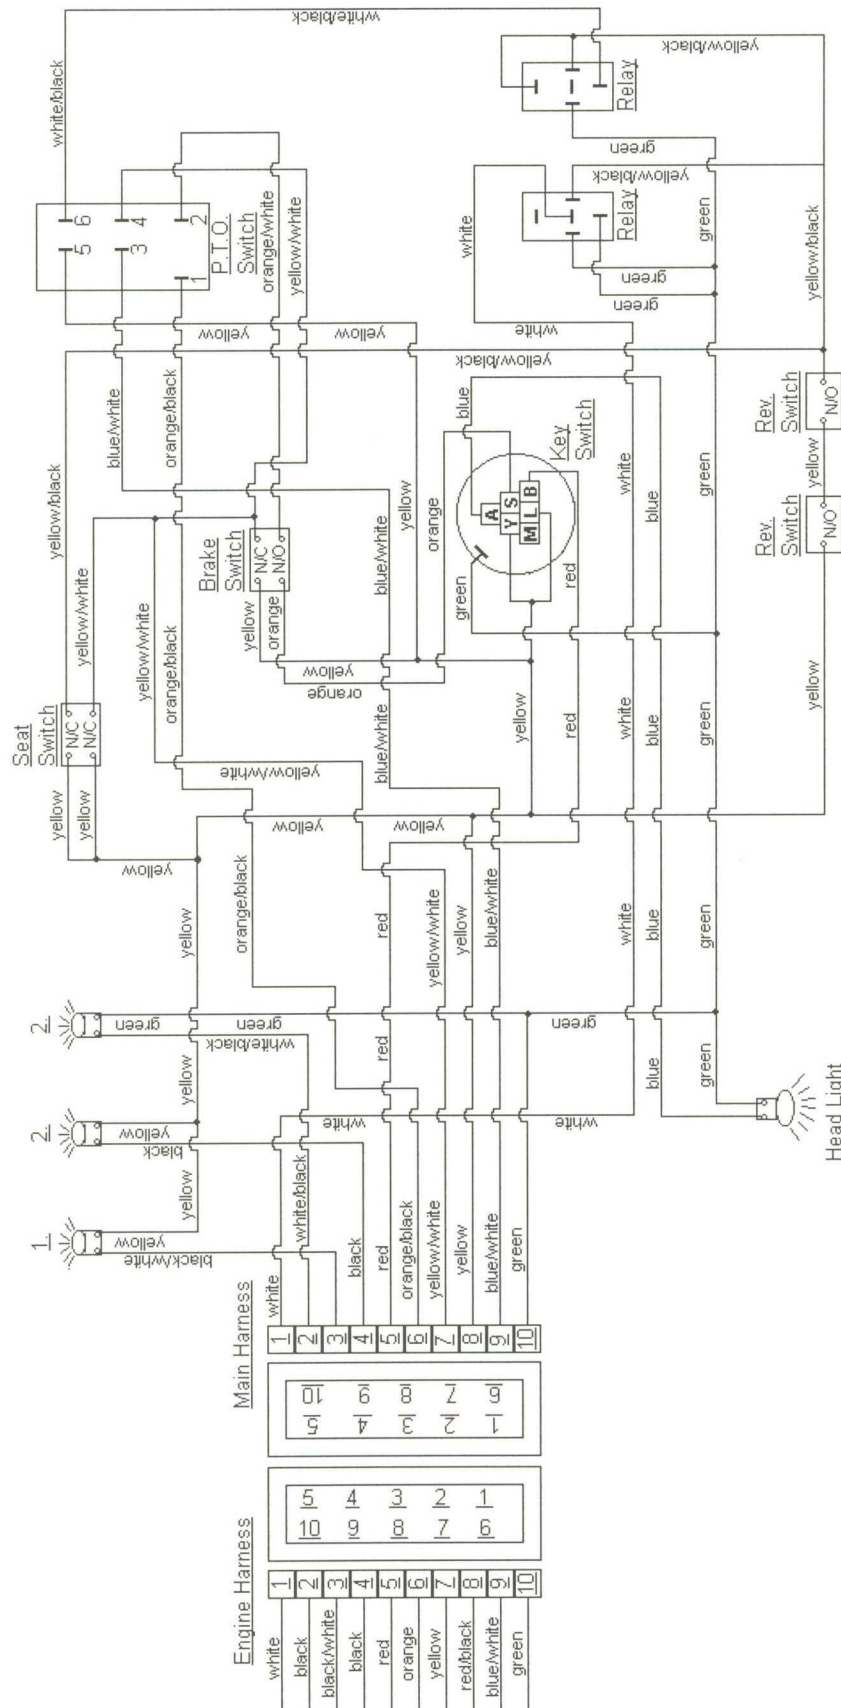 white/black
yellow/black
Relay
green
white/black
6
5
4
3
2
1
P.T.O.
Switch
orange/white
yellow/white
white
Relay
yellow/black
green
green
green
yellow/black
white
yellow
yellow
yellow/black
blue/white
orange/black
blue
Key
Switch
A
S
B
Y
L
M
white
blue
green
Rev.
Switch
N/O
yellow
Rev.
Switch
N/O
yellow/black
yellow/white
yellow/white
orange/black
Brake
Switch
N/C
N/O
yellow
orange
blue/white
yellow
orange
green
red
yellow
orange
Seat
Switch
N/C
N/C
yellow
yellow
yellow
yellow/white
blue/white
yellow
red
white
blue
green
yellow
yellow
yellow
yellow
orange/black
red
yellow/white
yellow
blue/white
white
blue
green
2
green
green
white/black
yellow
red
green
blue
green
2
yellow
black
white
Head Light
1
yellow
black/white
yellow
white
white/black
black
red
orange/black
yellow/white
yellow
blue/white
green
Main Harness
1
2
3
4
5
6
7
8
9
10
10
9
8
7
6
5
4
3
2
1
Engine Harness
5
4
3
2
1
10
9
8
7
6
1
2
3
4
5
6
7
8
9
10
white
black
black/white
black
red
orange
yellow
red/black
blue/white
green